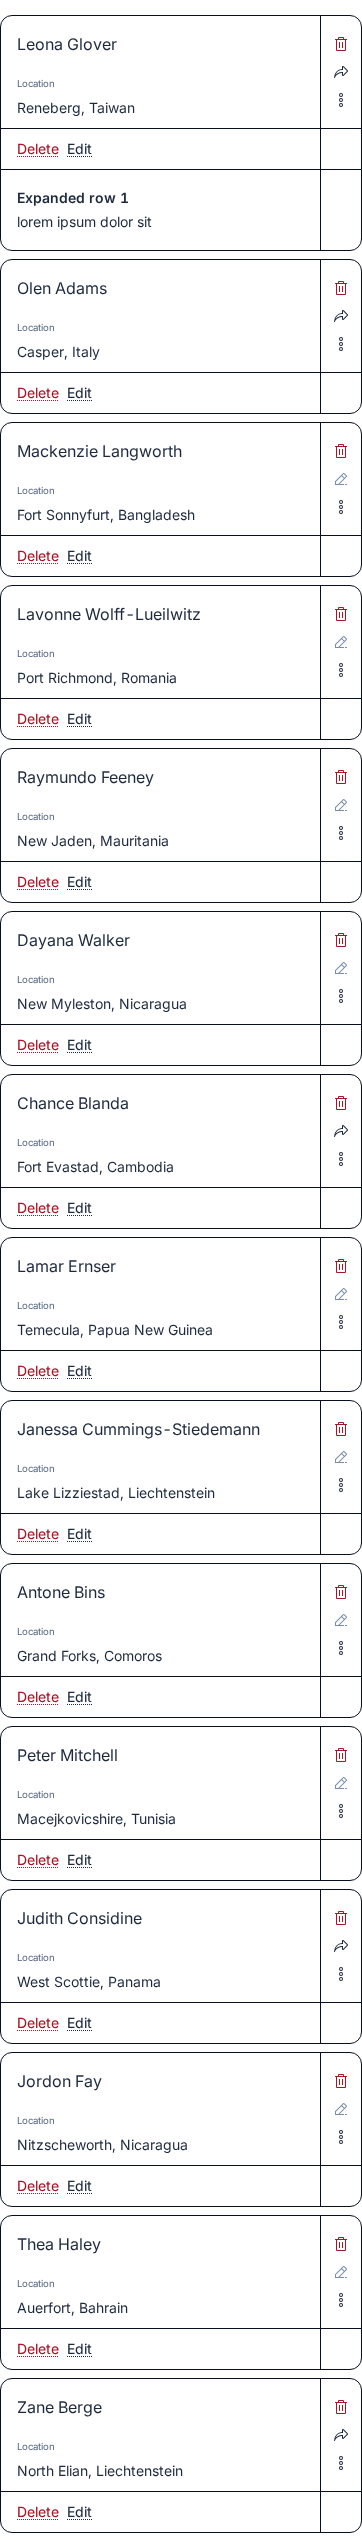 Leona Glover
Location
Reneberg, Taiwan
Delete Edit
Expanded row 1
lorem ipsum dolor sit
Olen Adams
Location
Casper, Italy
Delete Edit
Mackenzie Langworth
Location
Fort Sonnyfurt, Bangladesh
Delete Edit
Lavonne Wolff-Lueilwitz
Location
Port Richmond, Romania
Delete Edit
Raymundo Feeney
Location
New Jaden, Mauritania
Delete Edit
Dayana Walker
Location
New Myleston, Nicaragua
Delete Edit
Chance Blanda
Location
Fort Evastad, Cambodia
Delete Edit
Lamar Ernser
Location
Temecula, Papua New Guinea
Delete Edit
Janessa Cummings-Stiedemann
Location
Lake Lizziestad, Liechtenstein
Delete Edit
Antone Bins
Location
Grand Forks, Comoros
Delete Edit
Peter Mitchell
Location
Macejkovicshire, Tunisia
Delete Edit
Judith Considine
Location
West Scottie, Panama
Delete Edit
Jordon Fay
Location
Nitzscheworth, Nicaragua
Delete Edit
Thea Haley
Location
Auerfort, Bahrain
Delete Edit
Zane Berge
Location
North Elian, Liechtenstein
Delete Edit